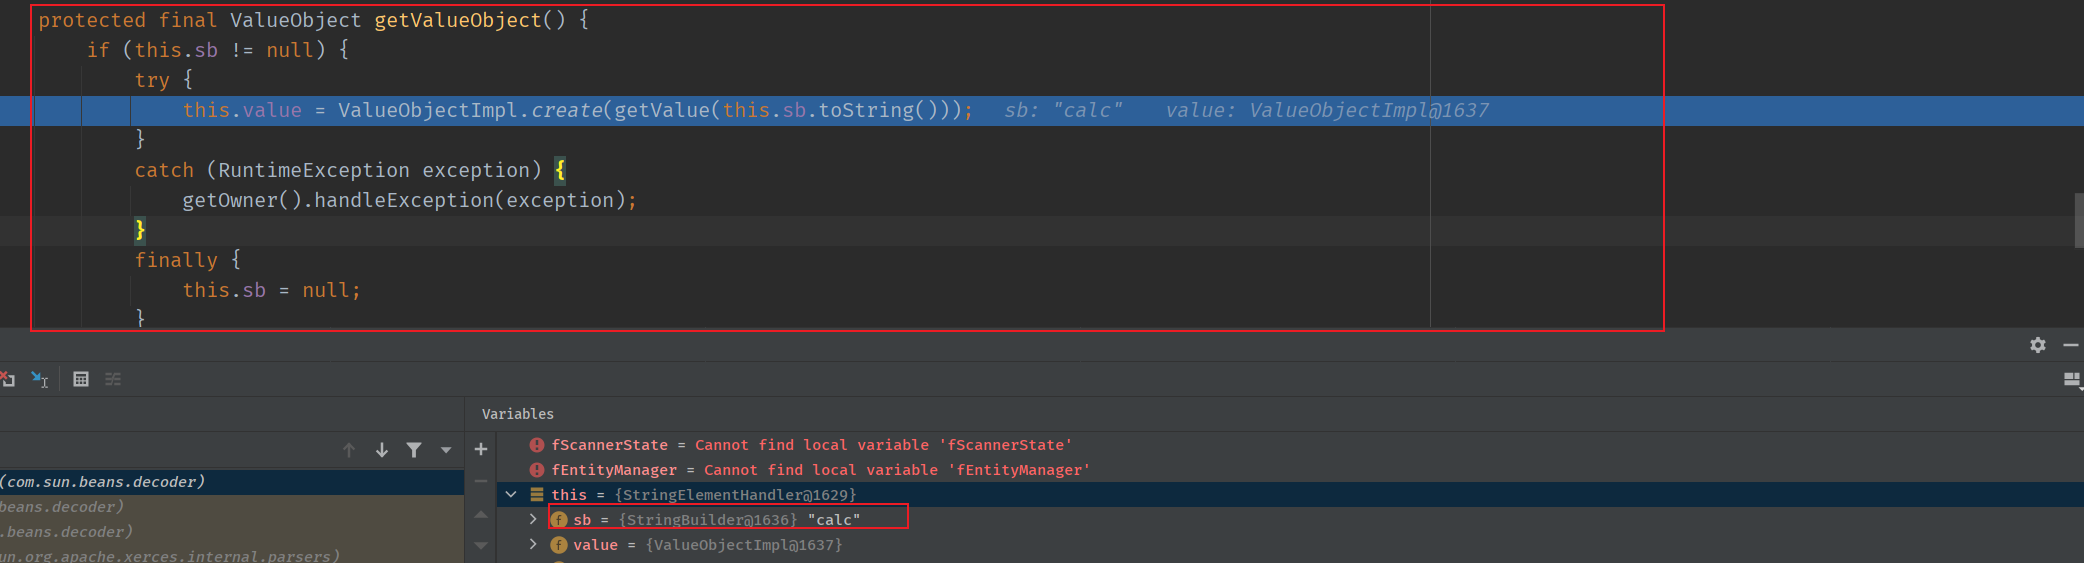 protected final ValueObject getValueObject() {
if (this.sb != null) {
try {
this.value = ValueObjectImpl.create(getValue(this.sb.toString())); sb: "calc" value: ValueObjectImpl@1637
}
catch (RuntimeException exception) {
getOwner().handleException(exception);
}
finally {
this.sb = null;
}
Variables
fScannerState = Cannot find local variable 'fScannerState'
fEntityManager = Cannot find local variable 'fEntityManager'
(com.sun.beans.decoder)
this = {StringElementHandler@1629}
beans.decoder)
sb = {StringBuilder@1636} "calc"
.beans.decoder)
value = {ValueObjectImpl@1637}
un.org.apache.xerces.internal.parsers)